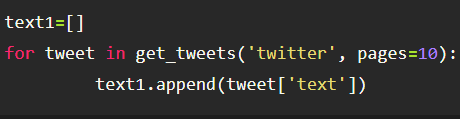 text1=[]
for tweet in get_tweets('twitter', pages=10):
        text1.append(tweet['text'])